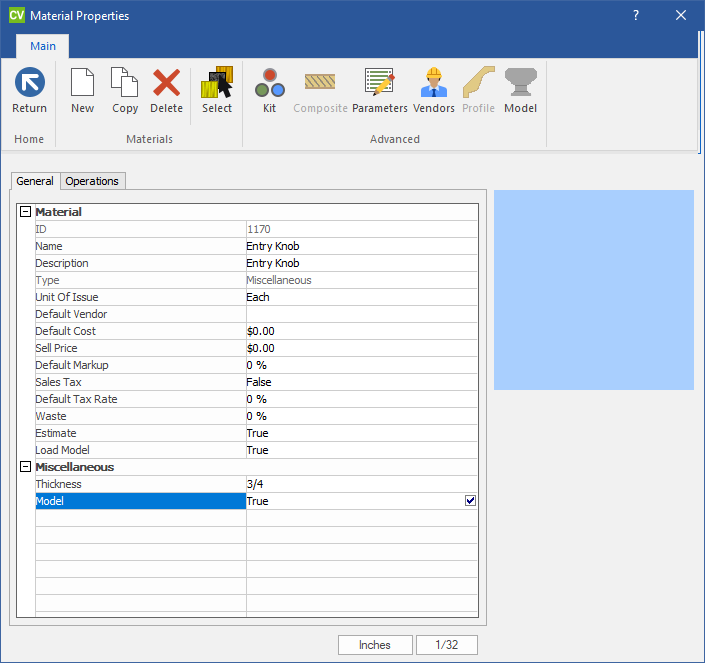 CV Material Properties ?
Main
Return New Copy Delete Select Kit Composite Parameters Vendors Profile Model
Home Materials Advanced
General Operations
Material
ID 1170
Name Entry Knob
Description Entry Knob
Type Miscellaneous
Unit Of Issue Each
Default Vendor
Default Cost $0.00
Sell Price $0.00
Default Markup 0 %
Sales Tax False
Default Tax Rate 0 %
Waste 0 %
Estimate True
Load Model True
Miscellaneous
Thickness 3/4
Model True
Inches 1/32